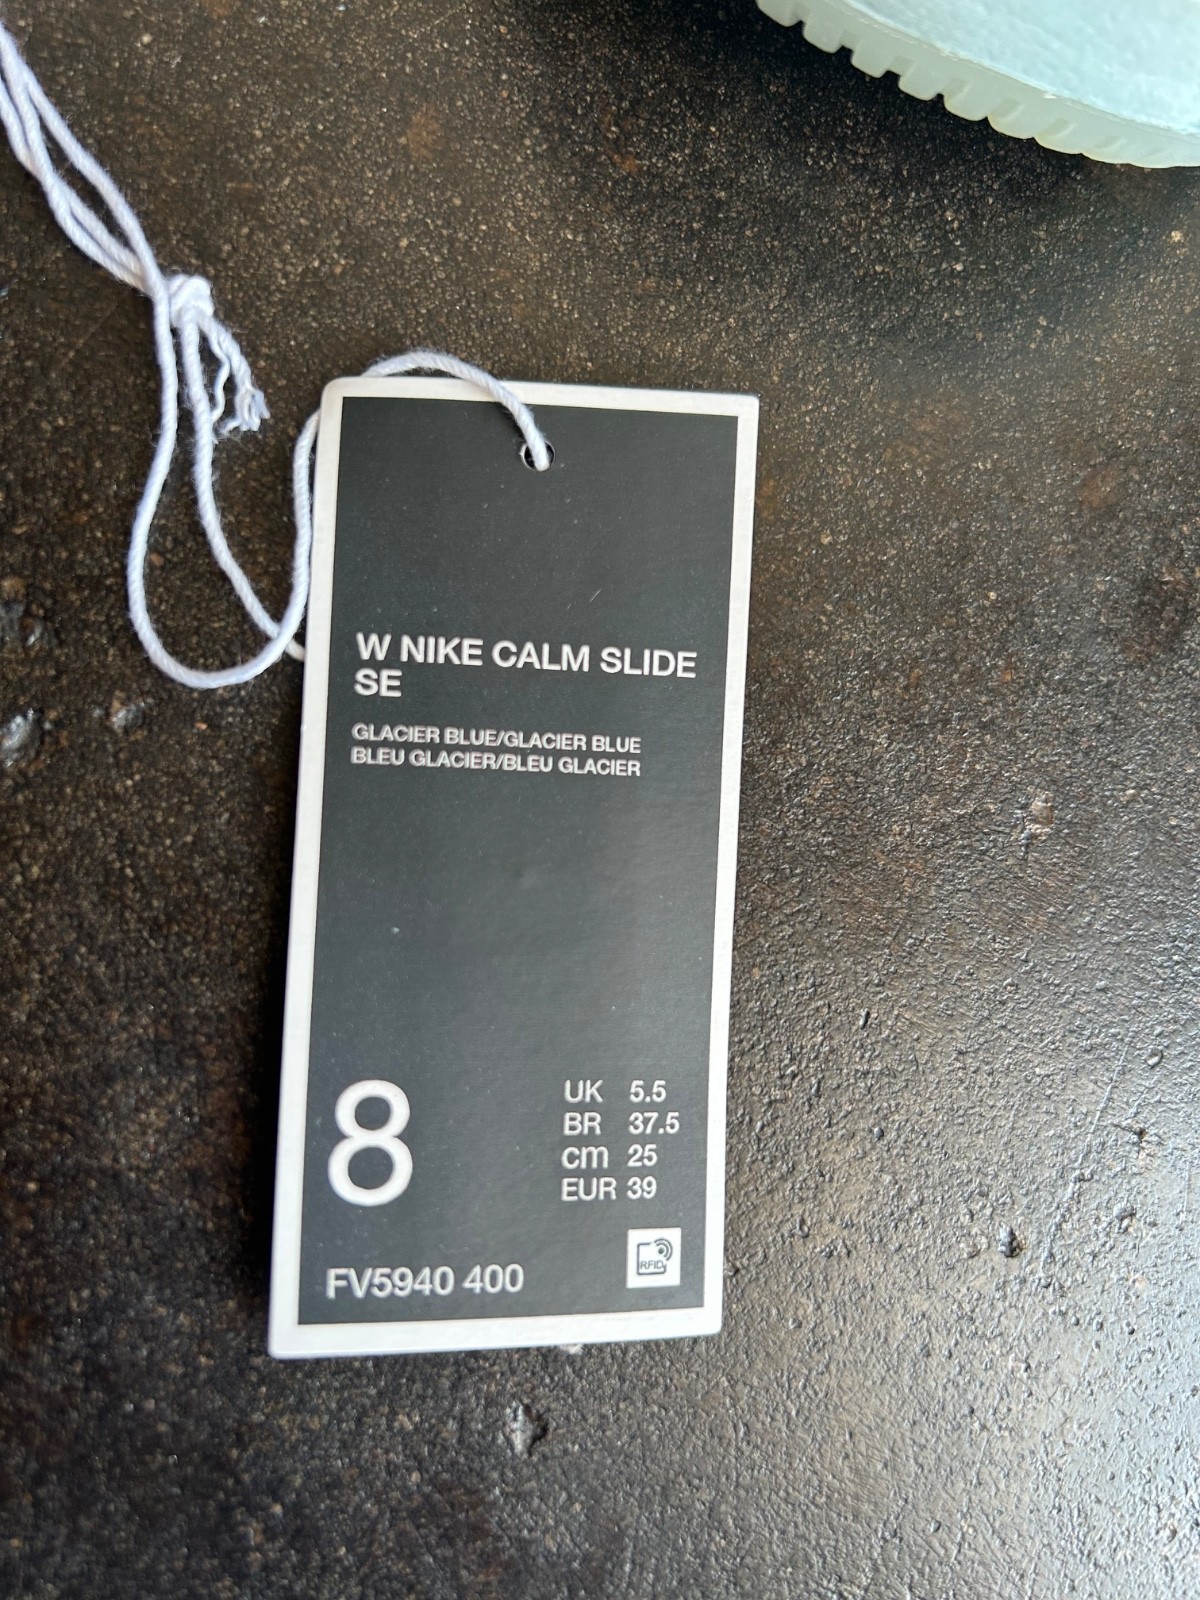 W NIKE CALM SLIDE
SE
GLACIER BLUE/GLACIER BLUE
BLEU GLACIER/BLEU GLACIER
8
UK 5.5
BR 37.5
cm 25
EUR 39
RFID
FV5940 400